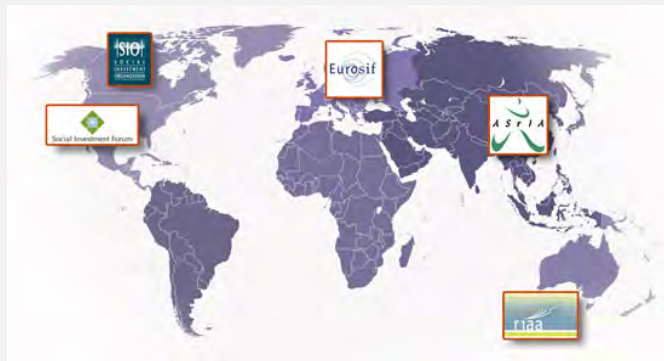 SIO
SOCIAL
INVESTMENT
ORGANIZATION
Eurosif
Social Investment Forum
ASrIA
riaa